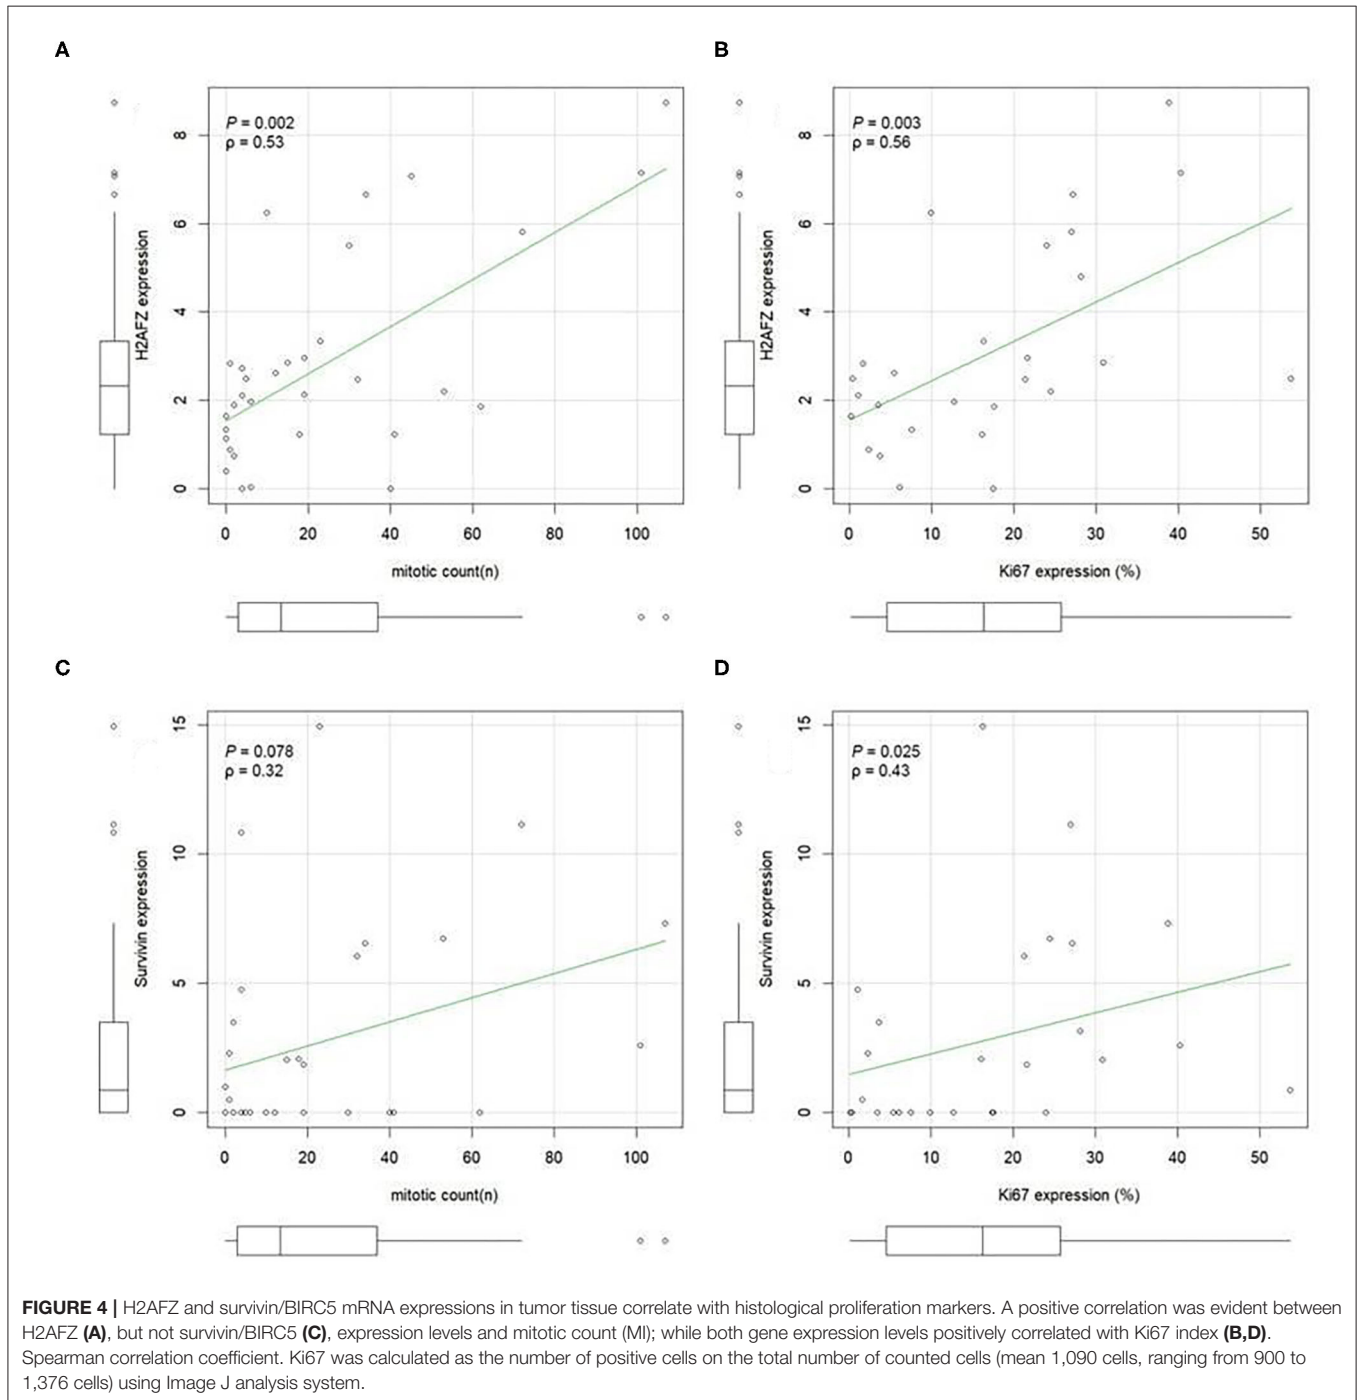 A
B
P = 0.002
ρ = 0.53
H2AFZ expression
0
2
4
6
8
0
20
40
60
80
100
mitotic count(n)
P = 0.003
ρ = 0.56
H2AFZ expression
0
2
4
6
8
0
10
20
30
40
50
Ki67 expression (%)
C
D
P = 0.078
ρ = 0.32
Survivin expression
0
5
10
15
0
20
40
60
80
100
mitotic count(n)
P = 0.025
ρ = 0.43
Survivin expression
0
5
10
15
0
10
20
30
40
50
Ki67 expression (%)
FIGURE 4 | H2AFZ and survivin/BIRC5 mRNA expressions in tumor tissue correlate with histological proliferation markers. A positive correlation was evident between
H2AFZ (A), but not survivin/BIRC5 (C), expression levels and mitotic count (MI); while both gene expression levels positively correlated with Ki67 index (B,D).
Spearman correlation coefficient. Ki67 was calculated as the number of positive cells on the total number of counted cells (mean 1,090 cells, ranging from 900 to
1,376 cells) using Image J analysis system.